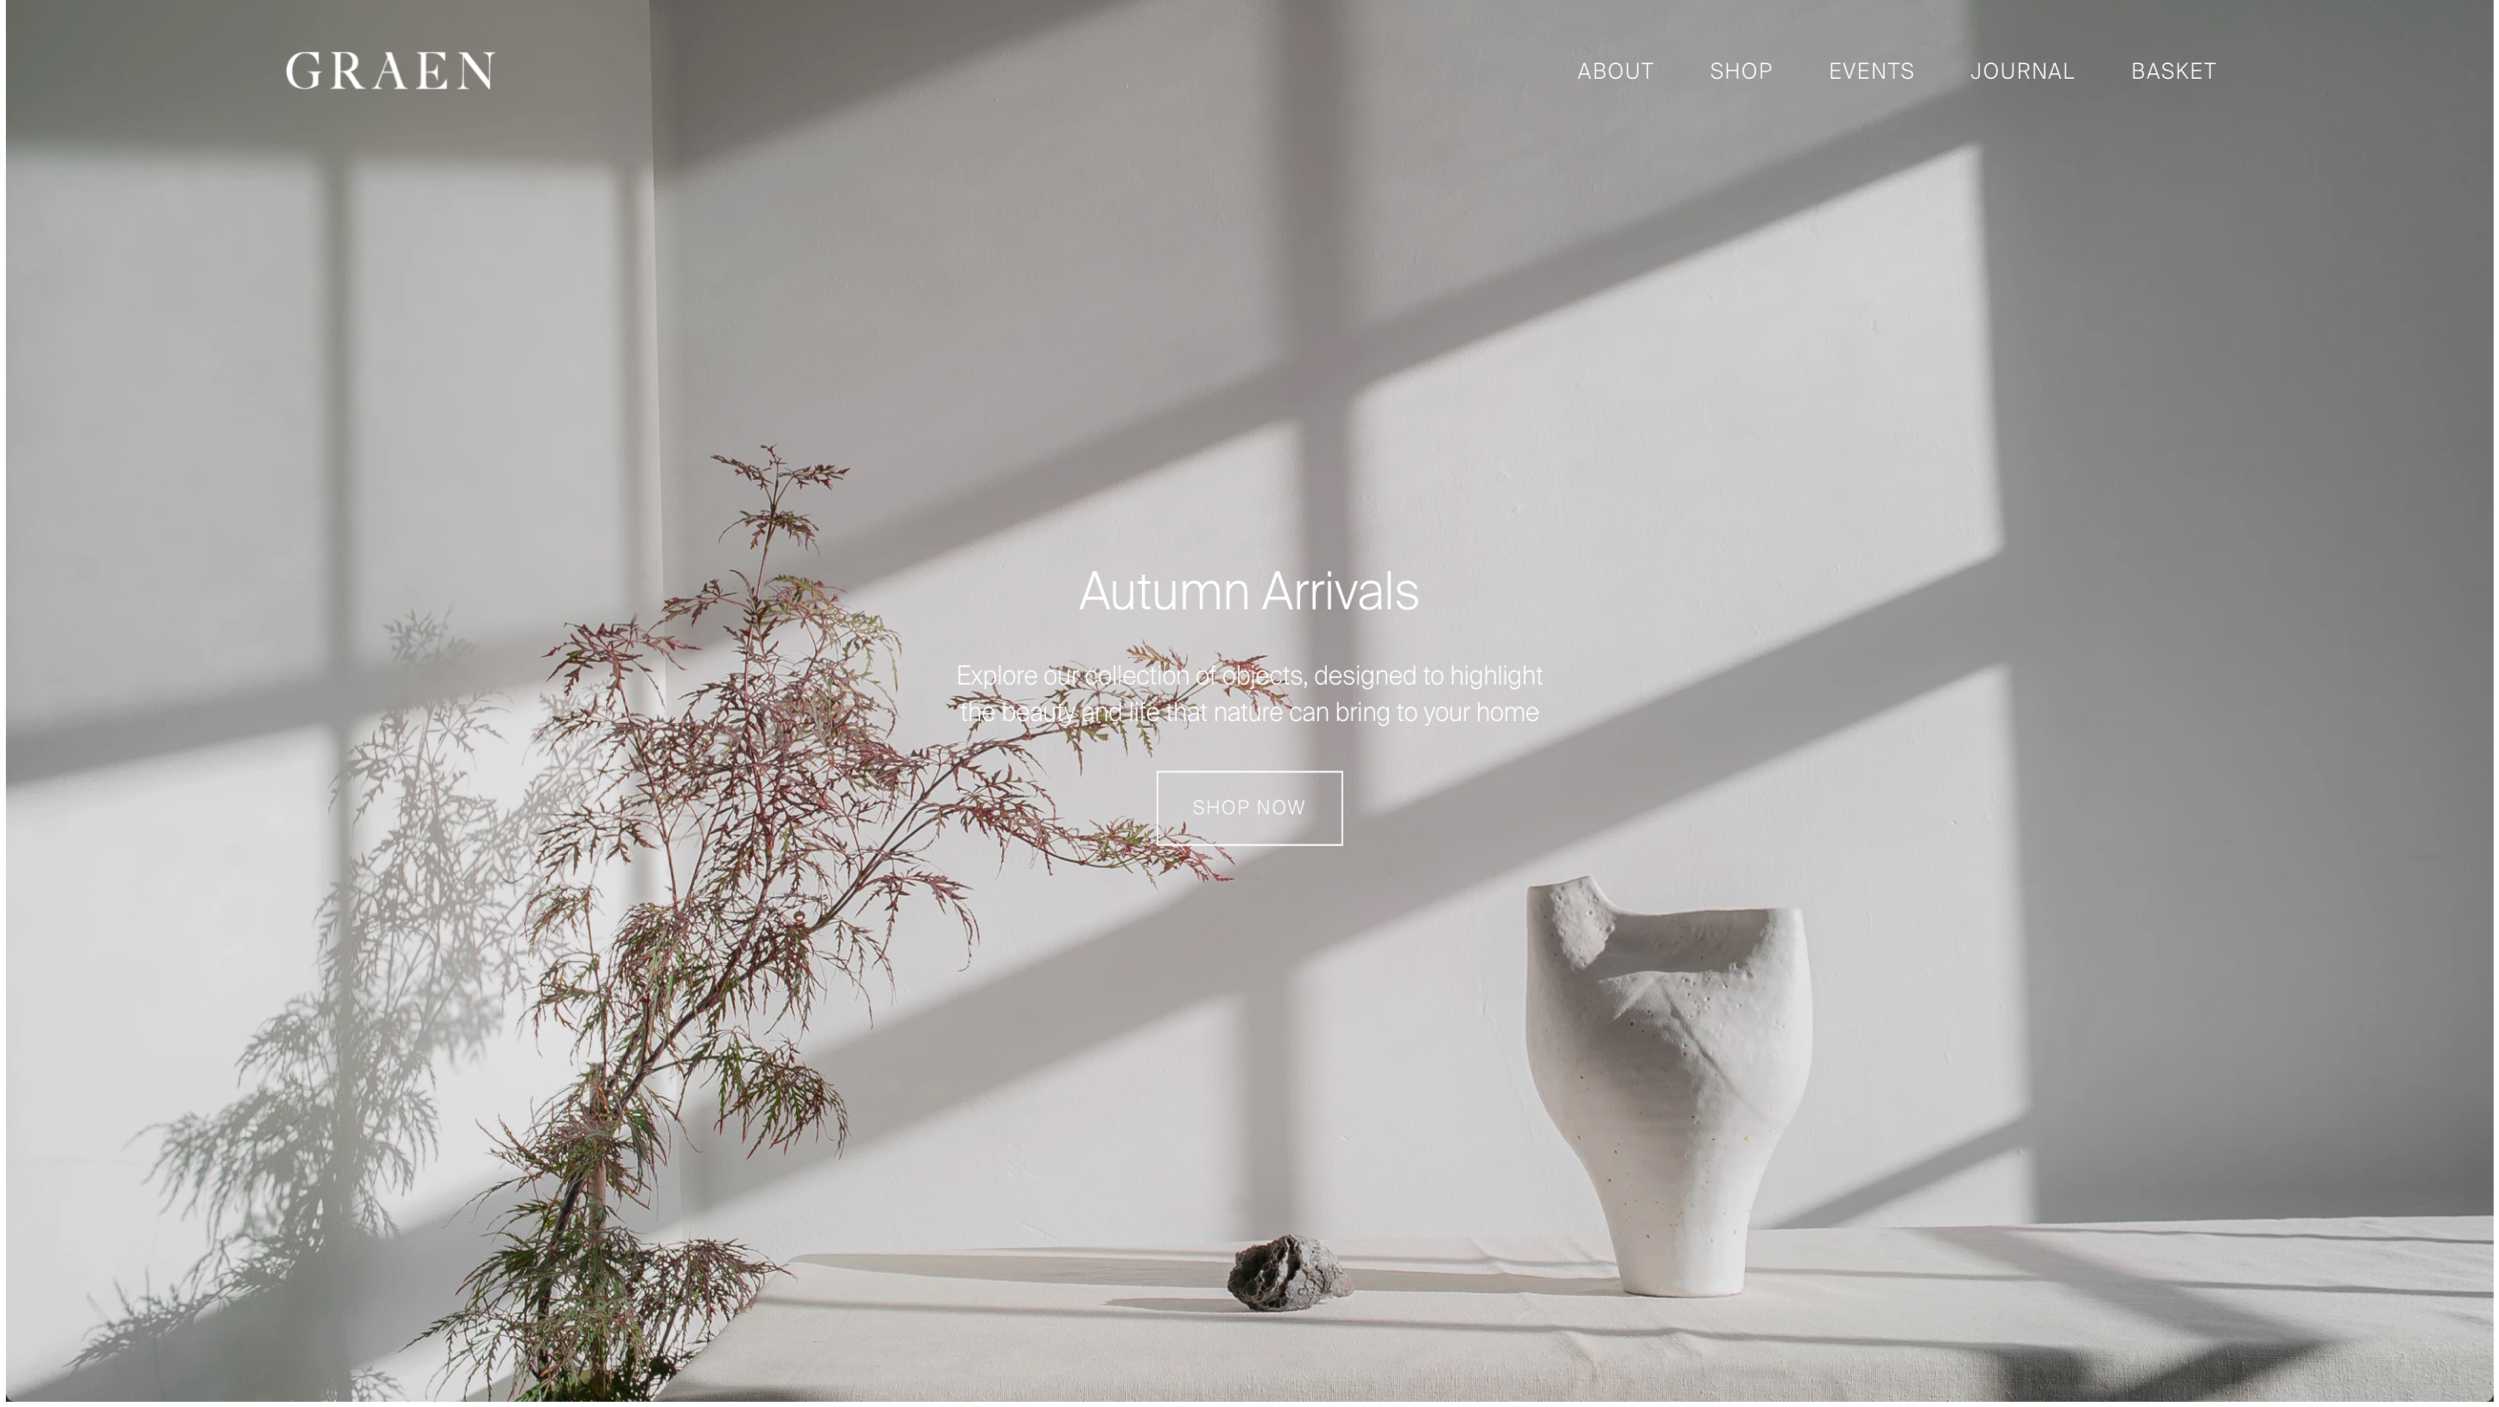 GRAEN
ABOUT SHOP EVENTS JOURNAL BASKET
Autumn Arrivals
Explore our collection of objects, designed to highlight
the beauty and life that nature can bring to your home
SHOP NOW